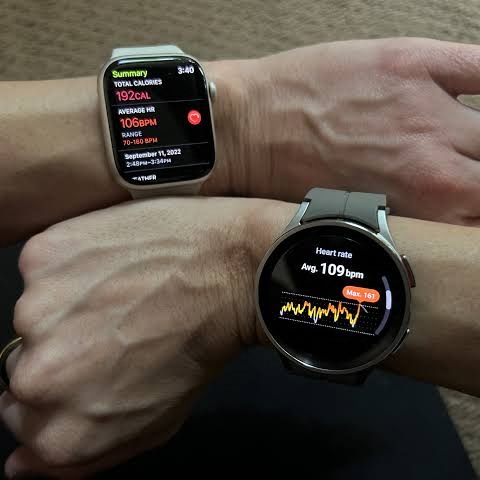 Summary 3:40
TOTAL CALORIES
192CAL
AVERAGE HR
106BPM
RANGE
70-160 BPM
September 11, 2022
2:48PM–3:34PM
Heart rate
Avg. 109 bpm
Max. 161